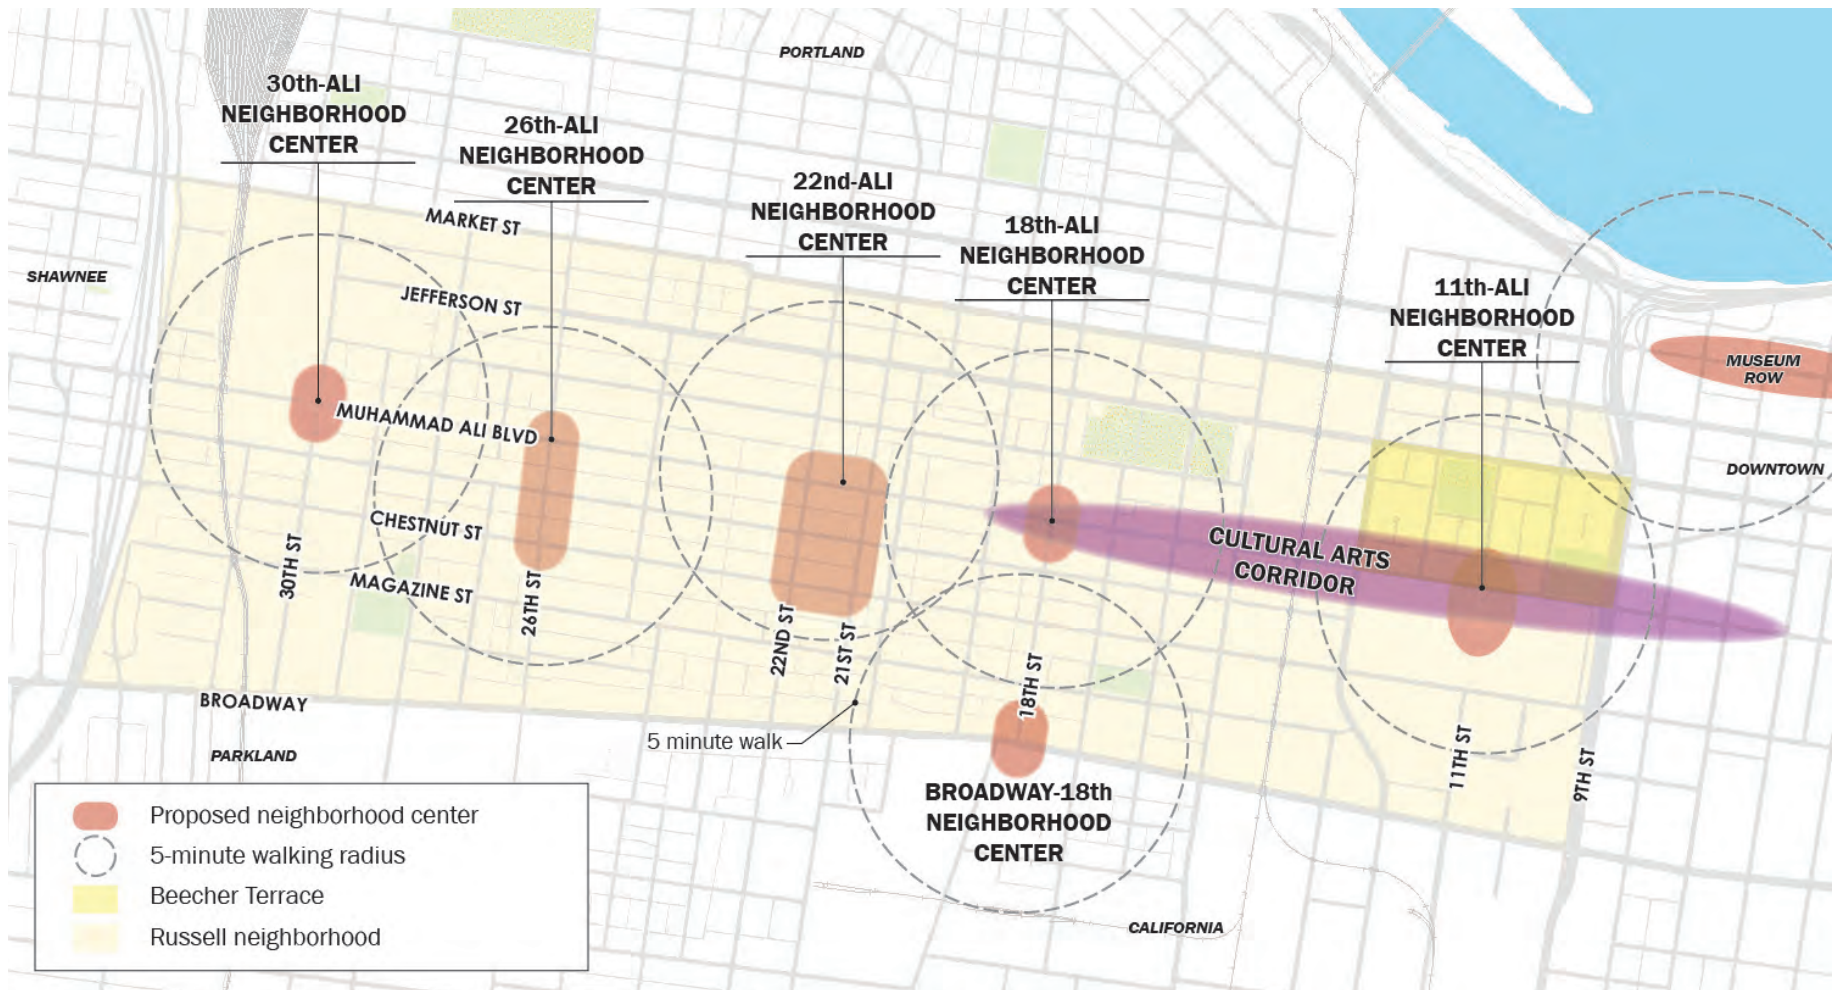 PORTLAND
30th-ALI
NEIGHBORHOOD
CENTER
26th-ALI
NEIGHBORHOOD
CENTER
22nd-ALI
NEIGHBORHOOD
CENTER
18th-ALI
NEIGHBORHOOD
CENTER
11th-ALI
NEIGHBORHOOD
CENTER
MARKET ST
SHAWNEE
JEFFERSON ST
MUSEUM
ROW
MUHAMMAD ALI BLVD
DOWNTOWN
CHESTNUT ST
CULTURAL ARTS
CORRIDOR
30TH ST
MAGAZINE ST
26TH ST
22ND ST
21ST ST
18TH ST
BROADWAY
5 minute walk
PARKLAND
11TH ST
9TH ST
BROADWAY-18th
NEIGHBORHOOD
CENTER
CALIFORNIA
Proposed neighborhood center
5-minute walking radius
Beecher Terrace
Russell neighborhood